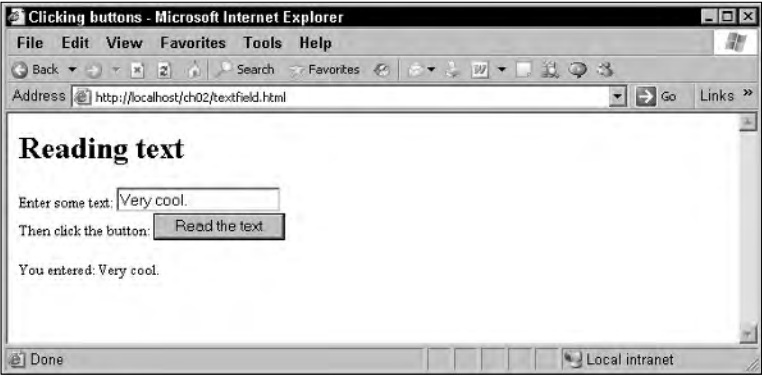 Clicking buttons - Microsoft Internet Explorer
File Edit View Favorites Tools Help
Back Search Favorites
Address http://localhost/ch02/textfield.html Go Links »
Reading text
Enter some text: Very cool.
Then click the button: Read the text
You entered: Very cool.
Done Local intranet